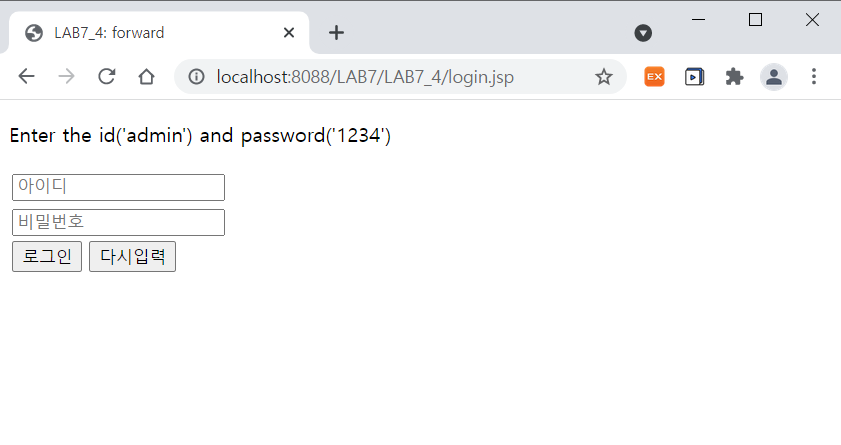 LAB7_4: forward
localhost:8088/LAB7/LAB7_4/login.jsp
EX
Enter the id('admin') and password('1234')
아이디
비밀번호
로그인 다시입력